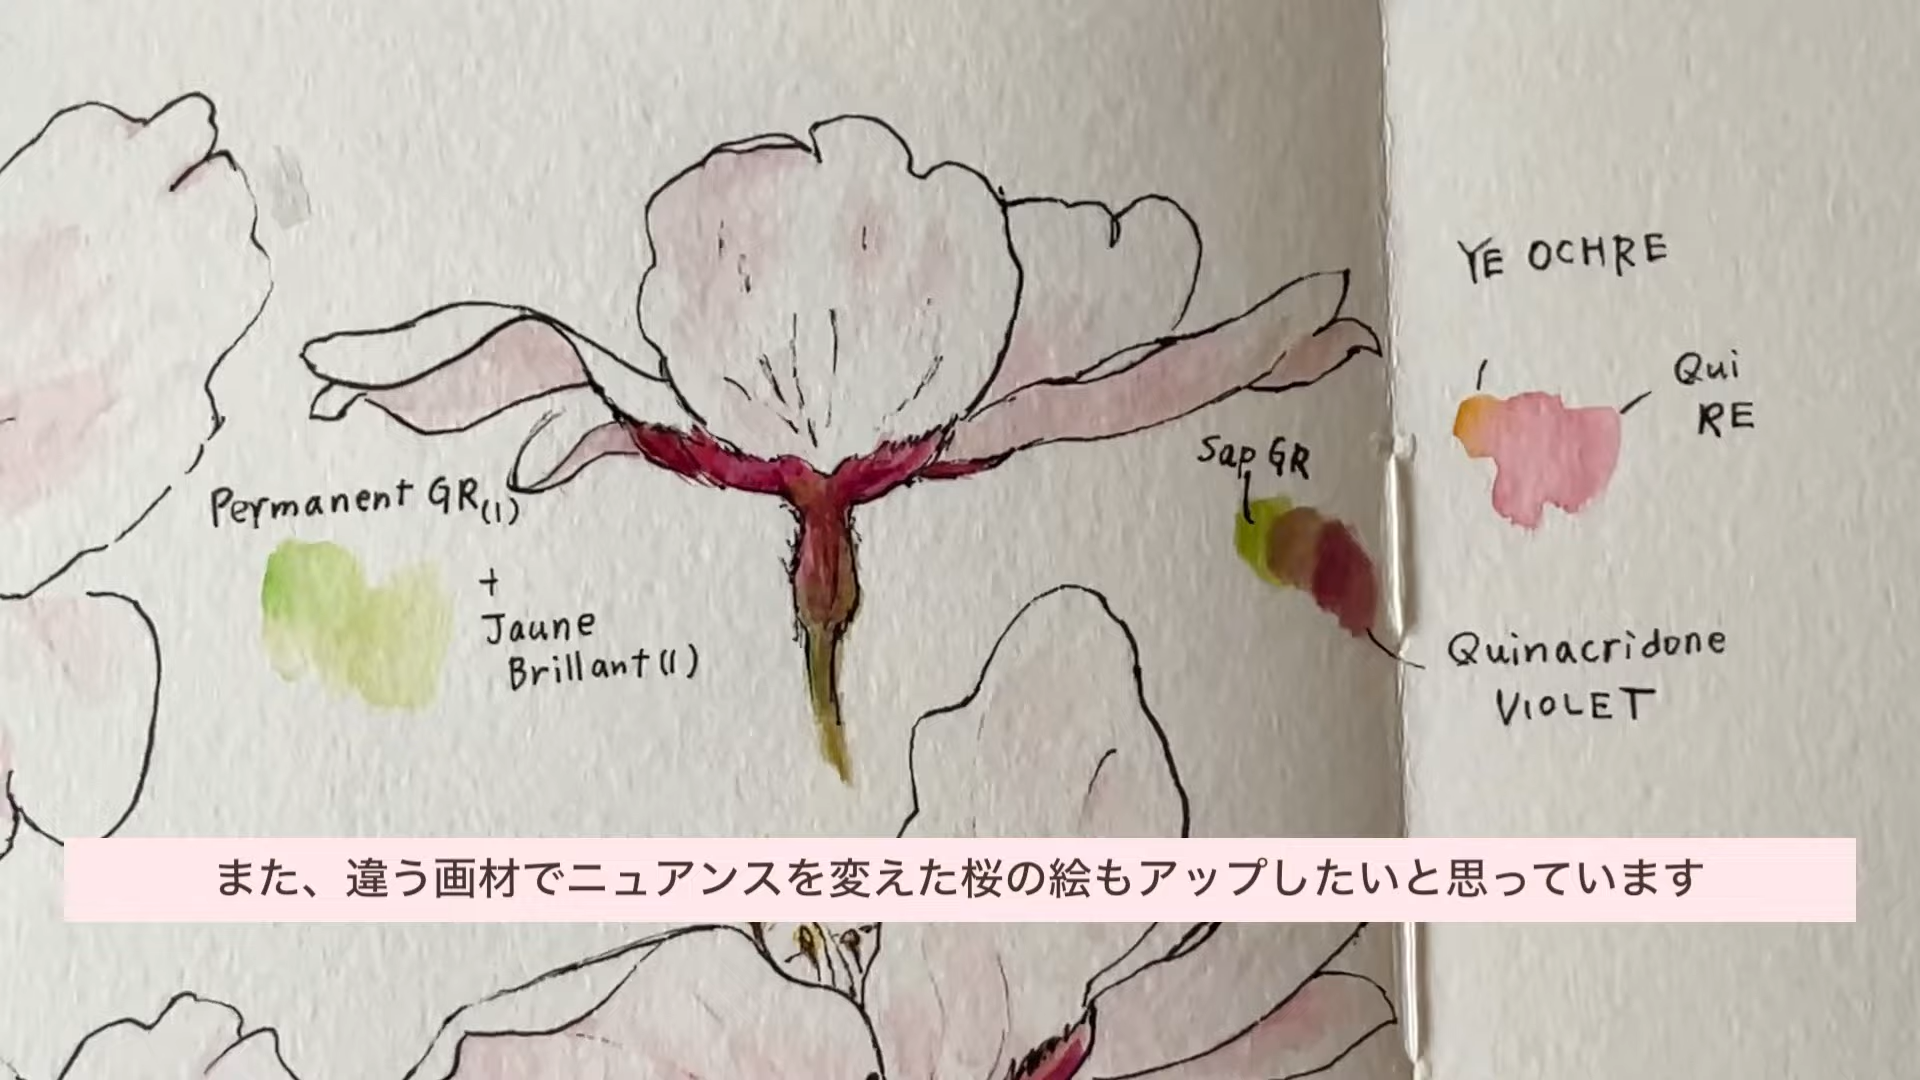 YE OCHRE
Qui
RE
Sap GR
Permanent GR(1)
+
Jaune
Brillant(1)
Quinacridone
VIOLET
また、違う画材でニュアンスを変えた桜の絵もアップしたいと思っています